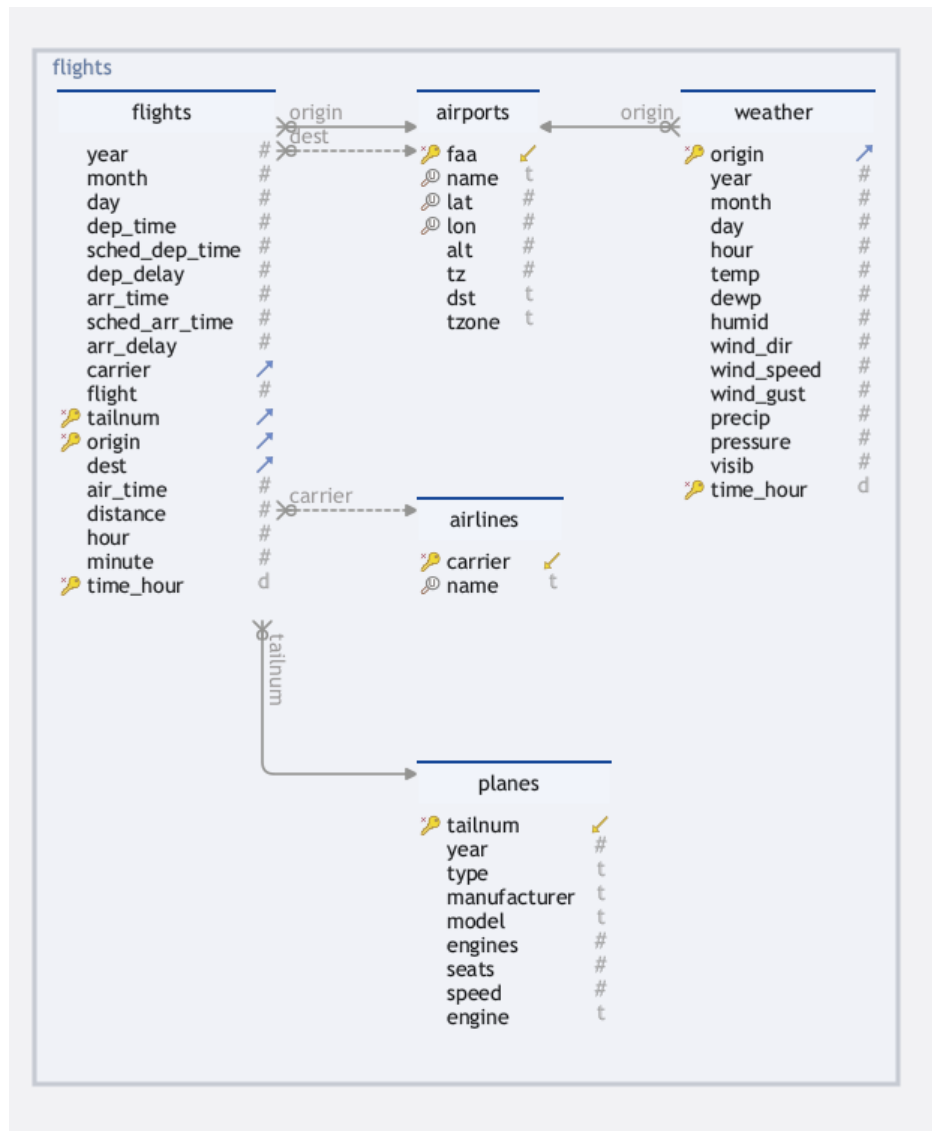 flights
flights
year #
month #
day #
dep_time #
sched_dep_time #
dep_delay #
arr_time #
sched_arr_time #
arr_delay #
carrier
flight #
tailnum
origin
dest
air_time #
distance #
hour #
minute #
time_hour d
origin
dest
carrier
tailnum
airports
faa
name t
lat #
lon #
alt #
tz #
dst t
tzone t
origin
weather
origin
year #
month #
day #
hour #
temp #
dewp #
humid #
wind_dir #
wind_speed #
wind_gust #
precip #
pressure #
visib #
time_hour d
airlines
carrier
name t
planes
tailnum
year #
type t
manufacturer t
model t
engines #
seats #
speed #
engine t